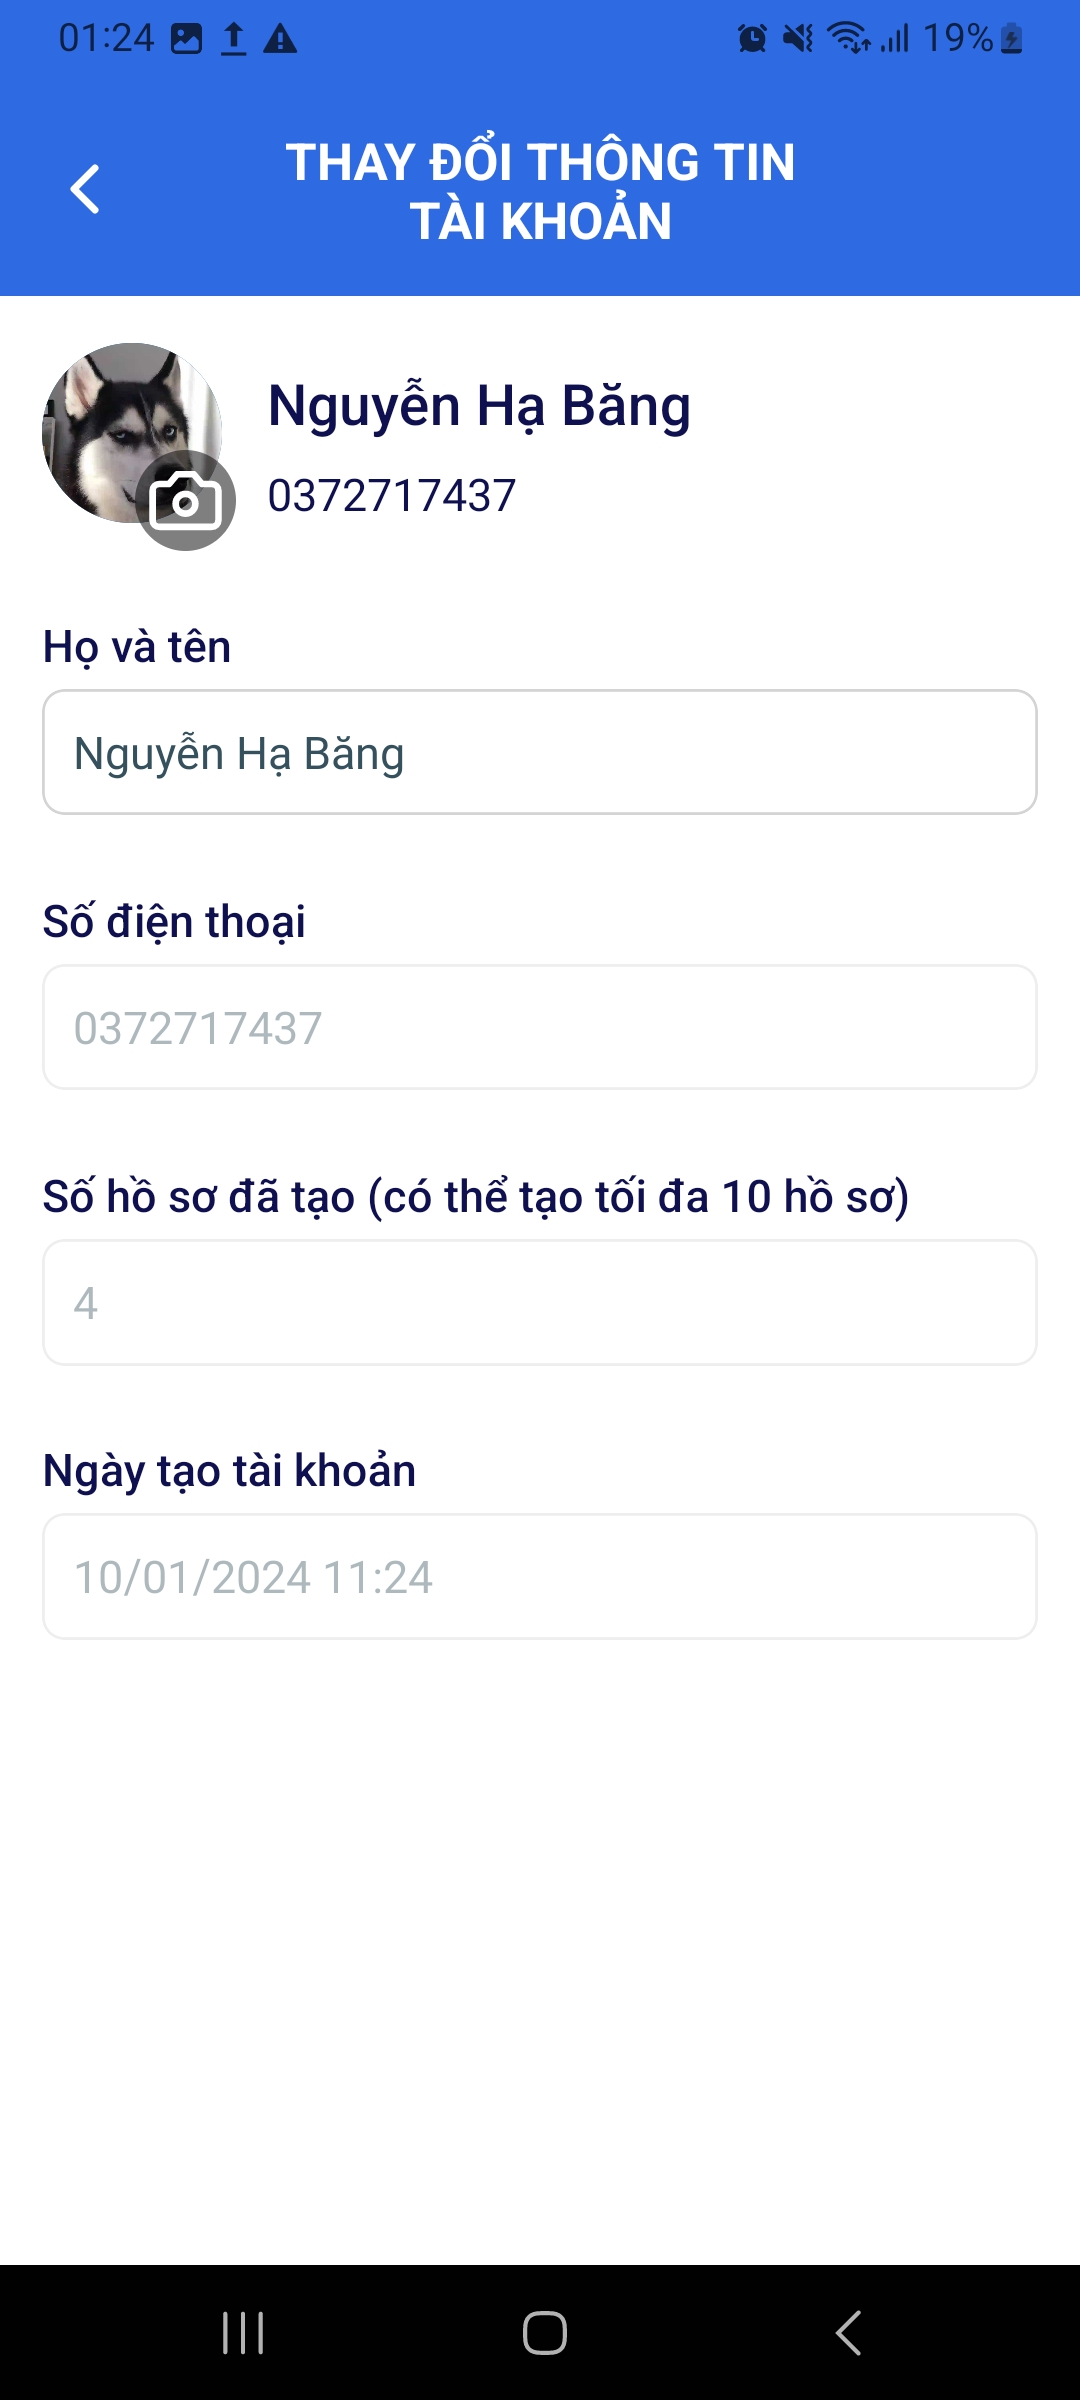 01:24
19%
THAY ĐỔI THÔNG TIN
TÀI KHOẢN
Nguyễn Hạ Băng
0372717437
Họ và tên
Nguyễn Hạ Băng
Số điện thoại
0372717437
Số hồ sơ đã tạo (có thể tạo tối đa 10 hồ sơ)
4
Ngày tạo tài khoản
10/01/2024 11:24